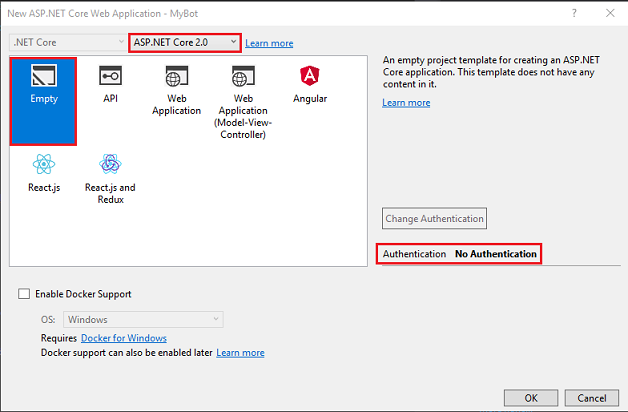 New ASP.NET Core Web Application - MyBot
?
.NET Core
ASP.NET Core 2.0
Learn more
Empty
API
Web
Application
Web
Application
(Model-View-
Controller)
Angular
React.js
React.js and
Redux
An empty project template for creating an ASP.NET
Core application. This template does not have any
content in it.
Learn more
Change Authentication
Authentication No Authentication
Enable Docker Support
OS: Windows
Requires Docker for Windows
Docker support can also be enabled later Learn more
OK
Cancel